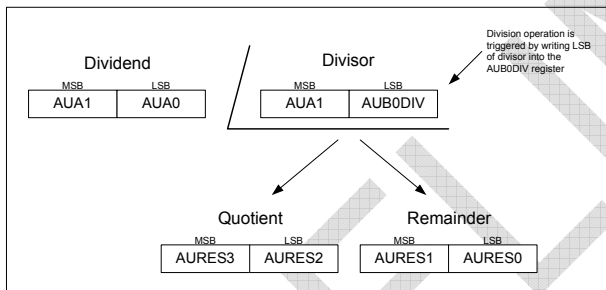 Division operation is
triggered by writing LSB
of divisor into the
AUB0DIV register
Dividend
Divisor
MSB LSB
AUA1 AUA0
MSB LSB
AUA1 AUB0DIV
Quotient
Remainder
MSB LSB
AURES3 AURES2
MSB LSB
AURES1 AURES0